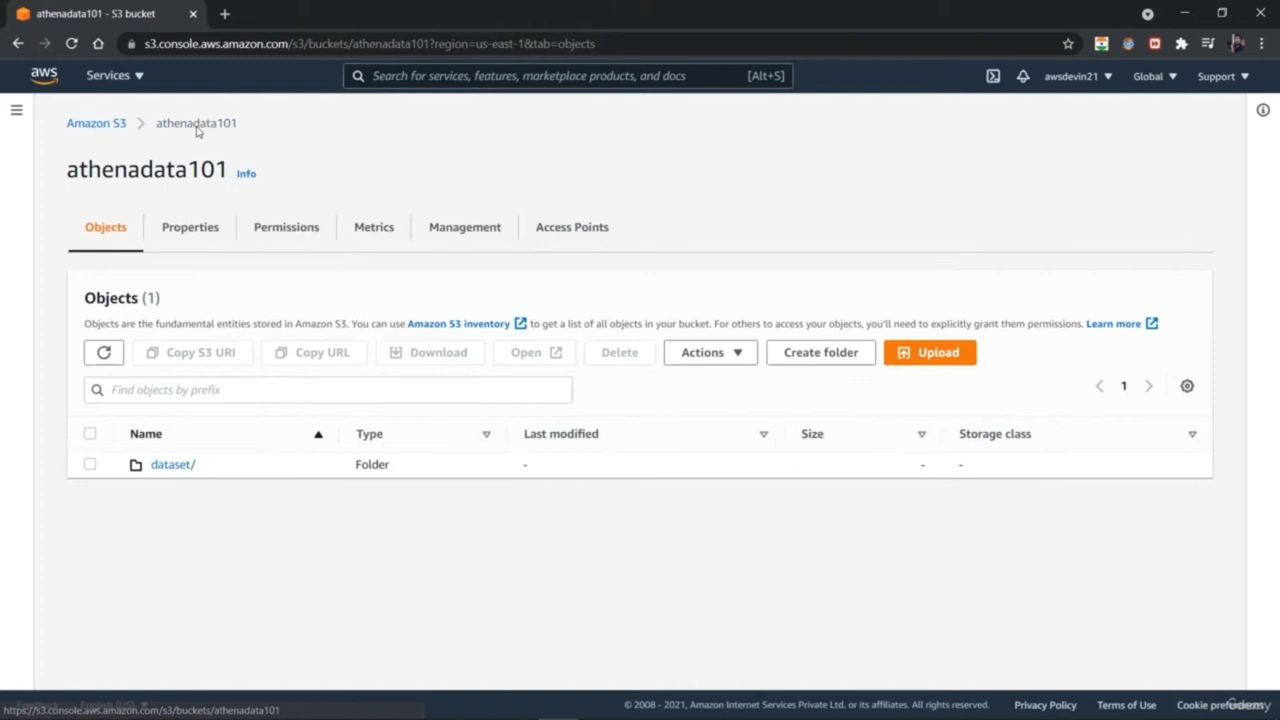 athenadata101 - S3 bucket
s3.console.aws.amazon.com/s3/buckets/athenadata101?region=us-east-1&tab=objects
aws Services Search for services, features, marketplace products, and docs [Alt+S] awsdevin21 Global Support
Amazon S3 athenadata101
athenadata101 Info
Objects Properties Permissions Metrics Management Access Points
Objects (1)
Objects are the fundamental entities stored in Amazon S3. You can use Amazon S3 inventory to get a list of all objects in your bucket. For others to access your objects, you'll need to explicitly grant them permissions. Learn more
Copy S3 URI Copy URL Download Open Delete Actions Create folder Upload
Find objects by prefix 1
Name Type Last modified Size Storage class
dataset/ Folder - - -
© 2008 - 2021, Amazon Internet Services Private Ltd. or its affiliates. All rights reserved. Privacy Policy Terms of Use Cookie preferences
https://s3.console.aws.amazon.com/s3/buckets/athenadata101